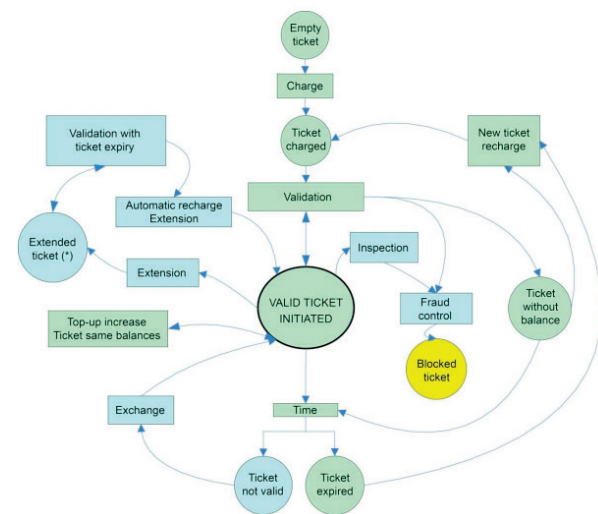 Empty
ticket
Charge
Ticket
charged
Validation with
ticket expiry
New ticket
recharge
Validation
Automatic recharge
Extension
Extended
ticket (*)
Inspection
Extension
VALID TICKET
INITIATED
Fraud
control
Ticket
without
balance
Top-up increase
Ticket same balances
Blocked
ticket
Exchange
Time
Ticket
not valid
Ticket
expired